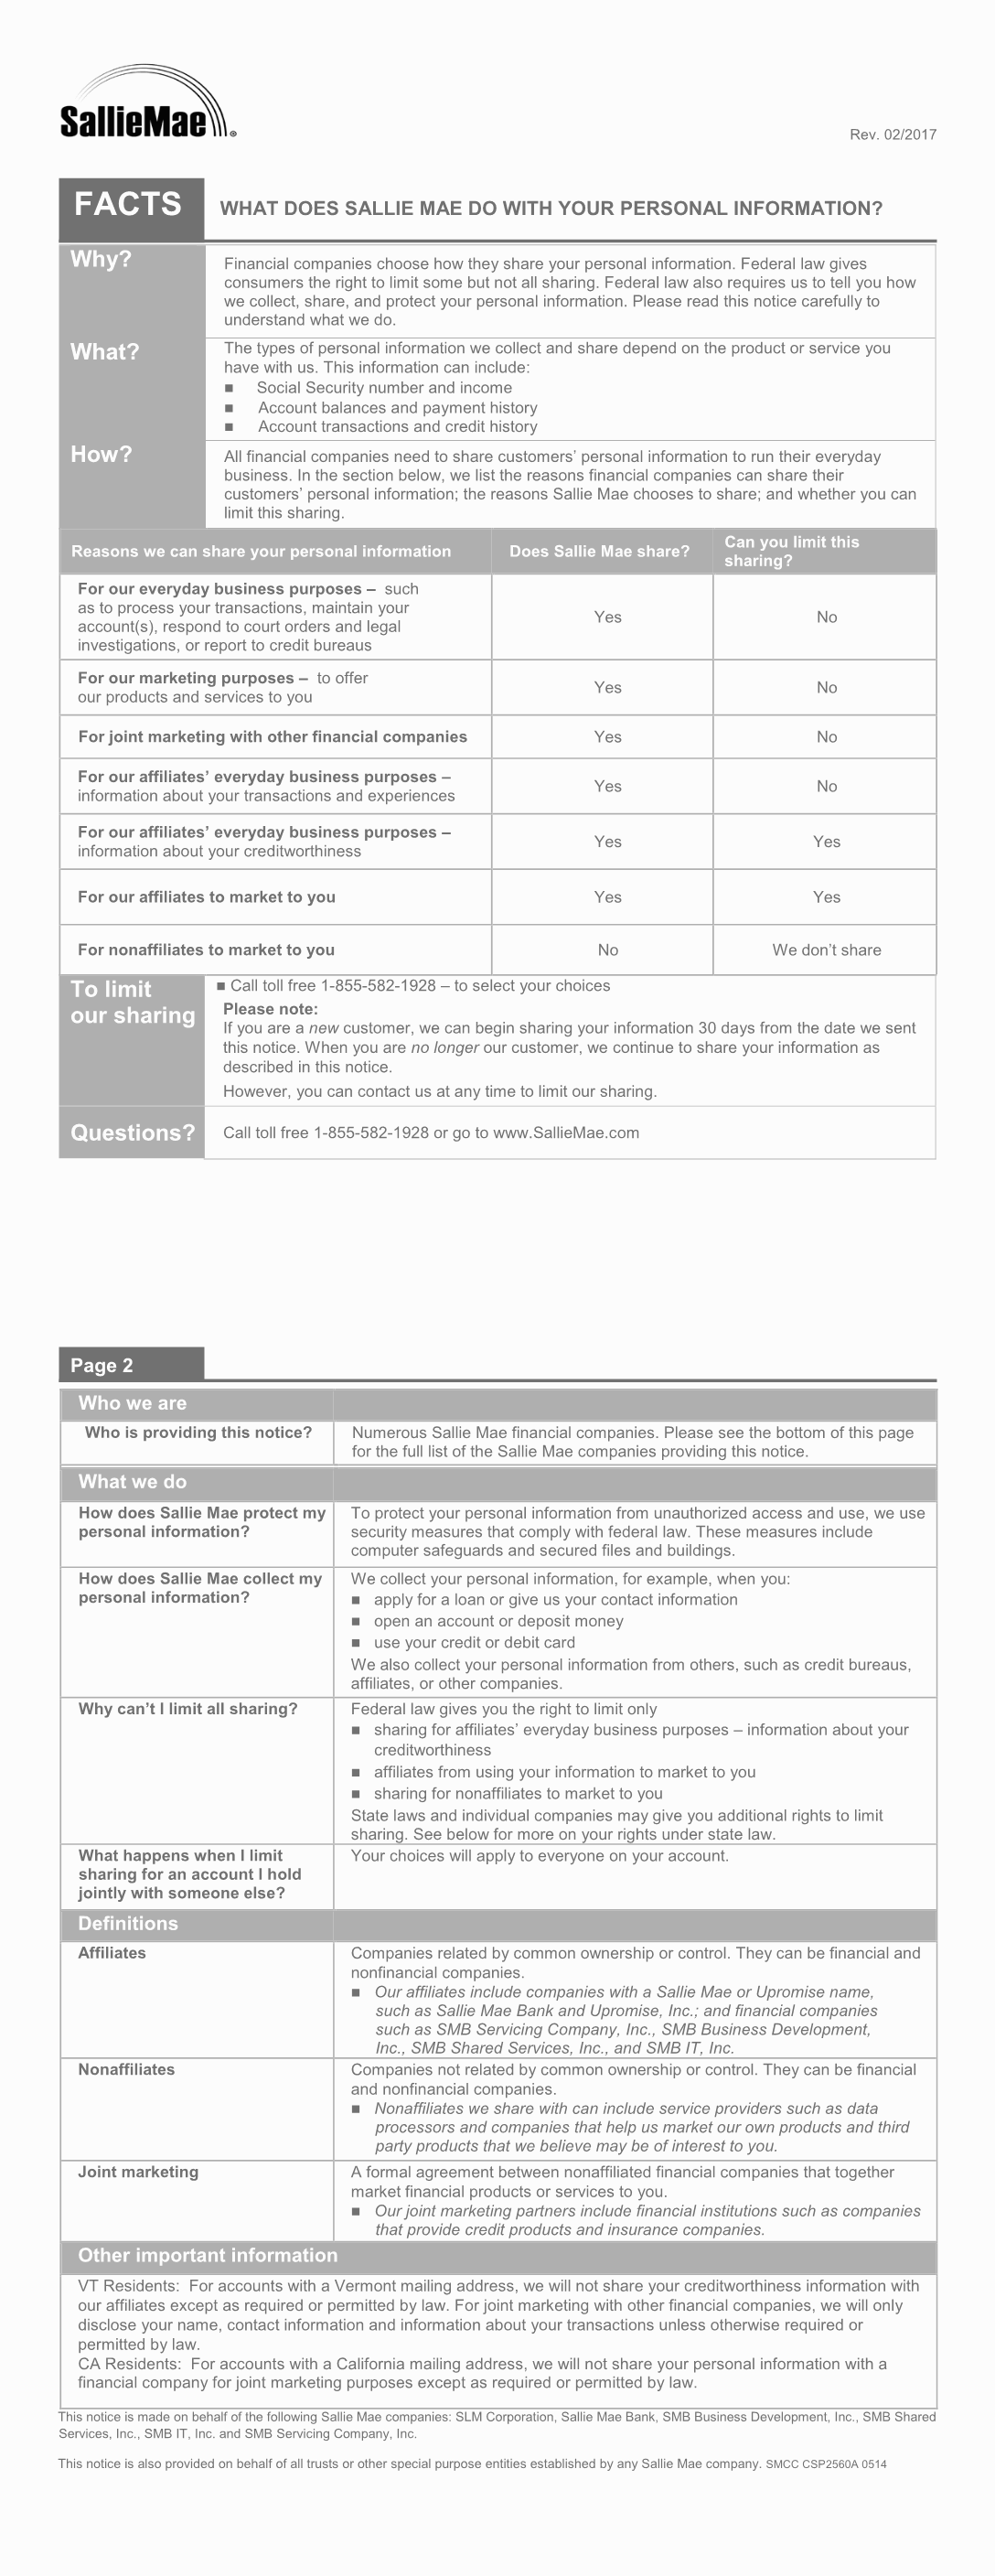 SallieMae®
Rev. 02/2017
FACTS
WHAT DOES SALLIE MAE DO WITH YOUR PERSONAL INFORMATION?
Why?
Financial companies choose how they share your personal information. Federal law gives
consumers the right to limit some but not all sharing. Federal law also requires us to tell you how
we collect, share, and protect your personal information. Please read this notice carefully to
understand what we do.
What?
The types of personal information we collect and share depend on the product or service you
have with us. This information can include:
■ Social Security number and income
■ Account balances and payment history
■ Account transactions and credit history
How?
All financial companies need to share customers' personal information to run their everyday
business. In the section below, we list the reasons financial companies can share their
customers' personal information; the reasons Sallie Mae chooses to share; and whether you can
limit this sharing.
Reasons we can share your personal information
Does Sallie Mae share?
Can you limit this
sharing?
For our everyday business purposes – such
as to process your transactions, maintain your
account(s), respond to court orders and legal
investigations, or report to credit bureaus
Yes
No
For our marketing purposes – to offer
our products and services to you
Yes
No
For joint marketing with other financial companies
Yes
No
For our affiliates' everyday business purposes –
information about your transactions and experiences
Yes
No
For our affiliates' everyday business purposes –
information about your creditworthiness
Yes
Yes
For our affiliates to market to you
Yes
Yes
For nonaffiliates to market to you
No
We don't share
To limit
our sharing
■ Call toll free 1-855-582-1928 – to select your choices
Please note:
If you are a new customer, we can begin sharing your information 30 days from the date we sent
this notice. When you are no longer our customer, we continue to share your information as
described in this notice.
However, you can contact us at any time to limit our sharing.
Questions?
Call toll free 1-855-582-1928 or go to www.SallieMae.com
Page 2
Who we are
Who is providing this notice?
Numerous Sallie Mae financial companies. Please see the bottom of this page
for the full list of the Sallie Mae companies providing this notice.
What we do
How does Sallie Mae protect my
personal information?
To protect your personal information from unauthorized access and use, we use
security measures that comply with federal law. These measures include
computer safeguards and secured files and buildings.
How does Sallie Mae collect my
personal information?
We collect your personal information, for example, when you:
■ apply for a loan or give us your contact information
■ open an account or deposit money
■ use your credit or debit card
We also collect your personal information from others, such as credit bureaus,
affiliates, or other companies.
Why can't I limit all sharing?
Federal law gives you the right to limit only
■ sharing for affiliates' everyday business purposes – information about your
creditworthiness
■ affiliates from using your information to market to you
■ sharing for nonaffiliates to market to you
State laws and individual companies may give you additional rights to limit
sharing. See below for more on your rights under state law.
What happens when I limit
sharing for an account I hold
jointly with someone else?
Your choices will apply to everyone on your account.
Definitions
Affiliates
Companies related by common ownership or control. They can be financial and
nonfinancial companies.
■ Our affiliates include companies with a Sallie Mae or Upromise name,
such as Sallie Mae Bank and Upromise, Inc.; and financial companies
such as SMB Servicing Company, Inc., SMB Business Development,
Inc., SMB Shared Services, Inc., and SMB IT, Inc.
Nonaffiliates
Companies not related by common ownership or control. They can be financial
and nonfinancial companies.
■ Nonaffiliates we share with can include service providers such as data
processors and companies that help us market our own products and third
party products that we believe may be of interest to you.
Joint marketing
A formal agreement between nonaffiliated financial companies that together
market financial products or services to you.
■ Our joint marketing partners include financial institutions such as companies
that provide credit products and insurance companies.
Other important information
VT Residents: For accounts with a Vermont mailing address, we will not share your creditworthiness information with
our affiliates except as required or permitted by law. For joint marketing with other financial companies, we will only
disclose your name, contact information and information about your transactions unless otherwise required or
permitted by law.
CA Residents: For accounts with a California mailing address, we will not share your personal information with a
financial company for joint marketing purposes except as required or permitted by law.
This notice is made on behalf of the following Sallie Mae companies: SLM Corporation, Sallie Mae Bank, SMB Business Development, Inc., SMB Shared
Services, Inc., SMB IT, Inc. and SMB Servicing Company, Inc.
This notice is also provided on behalf of all trusts or other special purpose entities established by any Sallie Mae company. SMCC CSP2560A 0514